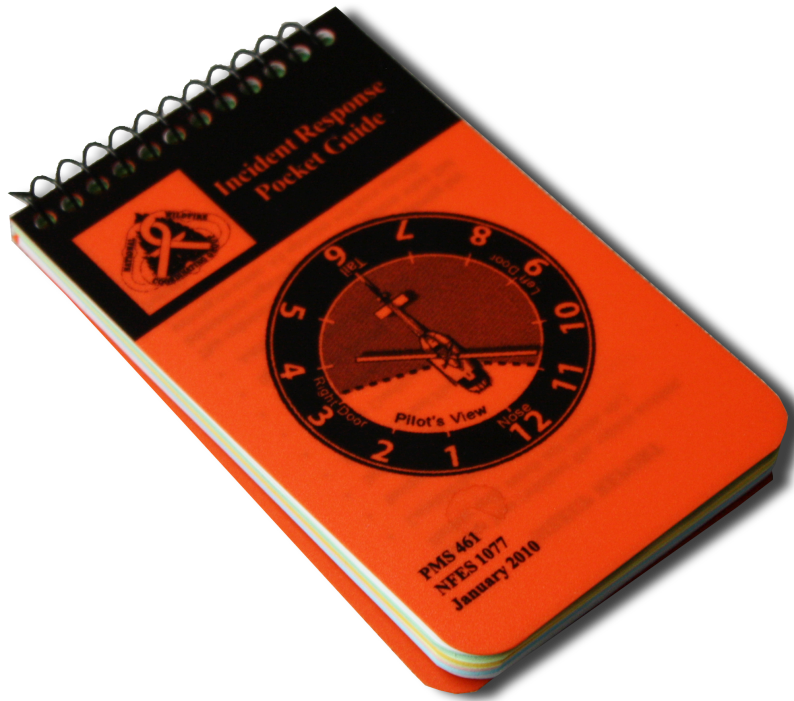 Incident Response
Pocket Guide
WILDFIRE
6
7
8
9
10
11
12
1
2
3
4
5
Tail
Left Door
Nose
Right Door
Pilot's View
PMS 461
NFES 1077
January 2010